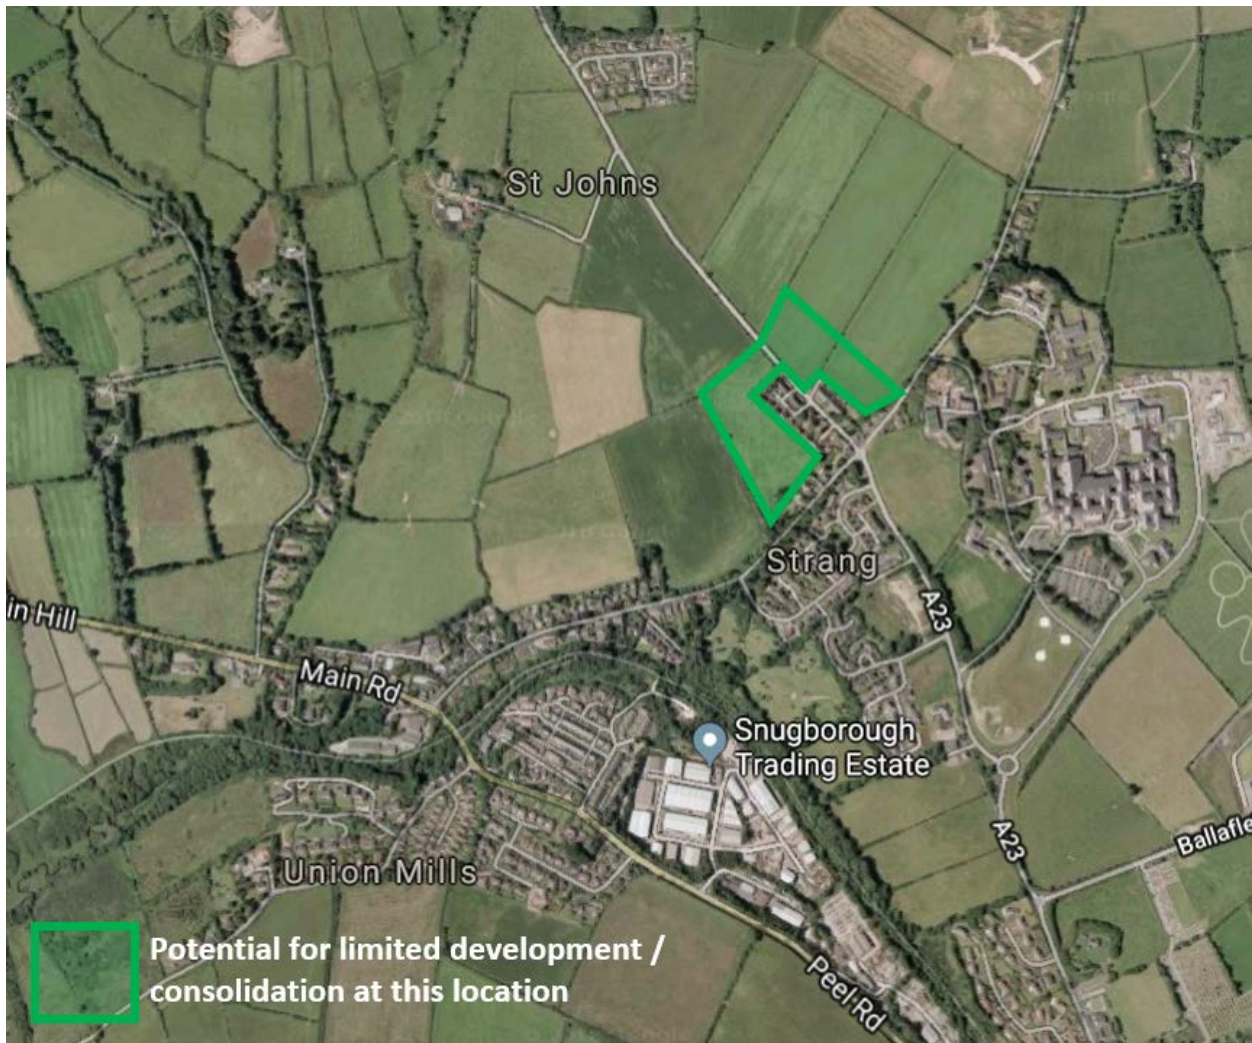 St Johns
Strang
in Hill
Main Rd
A23
Snugborough
Trading Estate
A23
Ballafle
Union Mills
Peel Rd
Potential for limited development /
consolidation at this location